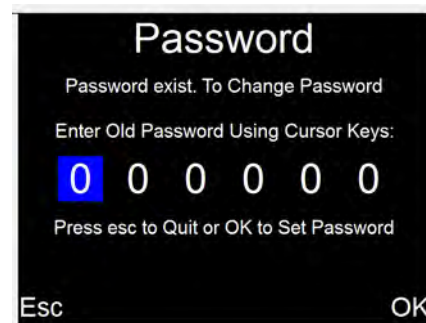 Password
Password exist. To Change Password
Enter Old Password Using Cursor Keys:
0 0 0 0 0 0
Press esc to Quit or OK to Set Password
Esc OK